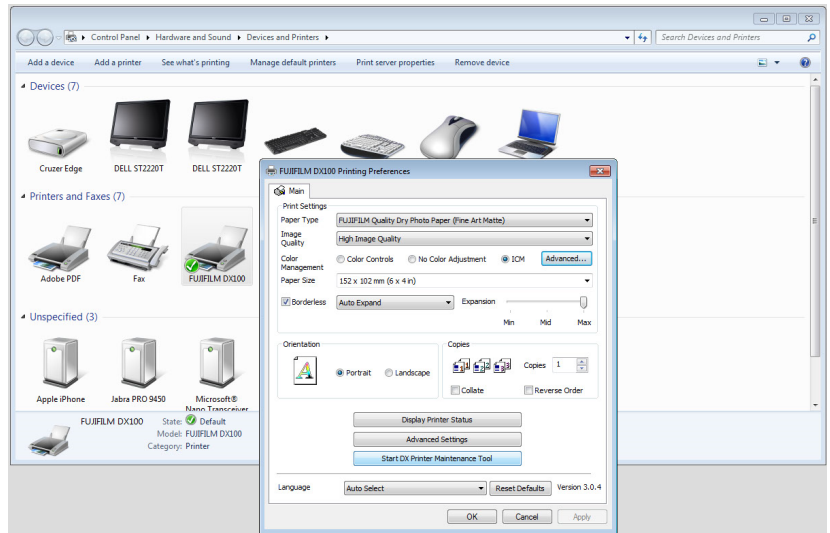 Control Panel ▸ Hardware and Sound ▸ Devices and Printers ▸
Search Devices and Printers
Add a device Add a printer See what's printing Manage default printers Print server properties Remove device
Devices (7)
Cruzer Edge DELL ST2220T DELL ST2220T
Printers and Faxes (7)
Adobe PDF Fax FUJIFILM DX100
Unspecified (3)
Apple iPhone Jabra PRO 9450 Microsoft®
Nano Transceiver
FUJIFILM DX100 State: Default
Model: FUJIFILM DX100
Category: Printer
FUJIFILM DX100 Printing Preferences
Main
Print Settings
Paper Type FUJIFILM Quality Dry Photo Paper (Fine Art Matte)
Image
Quality High Image Quality
Color
Management Color Controls No Color Adjustment ICM Advanced...
Paper Size 152 x 102 mm (6 x 4 in)
Borderless Auto Expand Expansion
Min Mid Max
Orientation
Portrait Landscape
Copies
Copies 1
Collate Reverse Order
Display Printer Status
Advanced Settings
Start DX Printer Maintenance Tool
Language Auto Select Reset Defaults Version 3.0.4
OK Cancel Apply